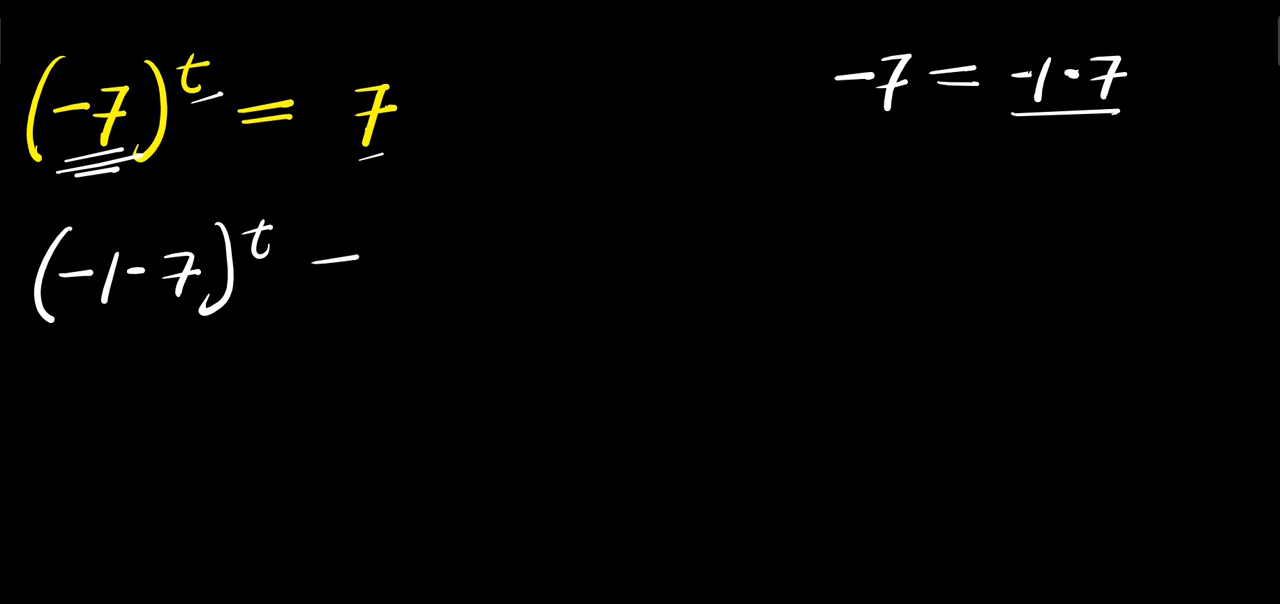 (-7)^t = 7
-7 = -1·7
(-1·7)^t -